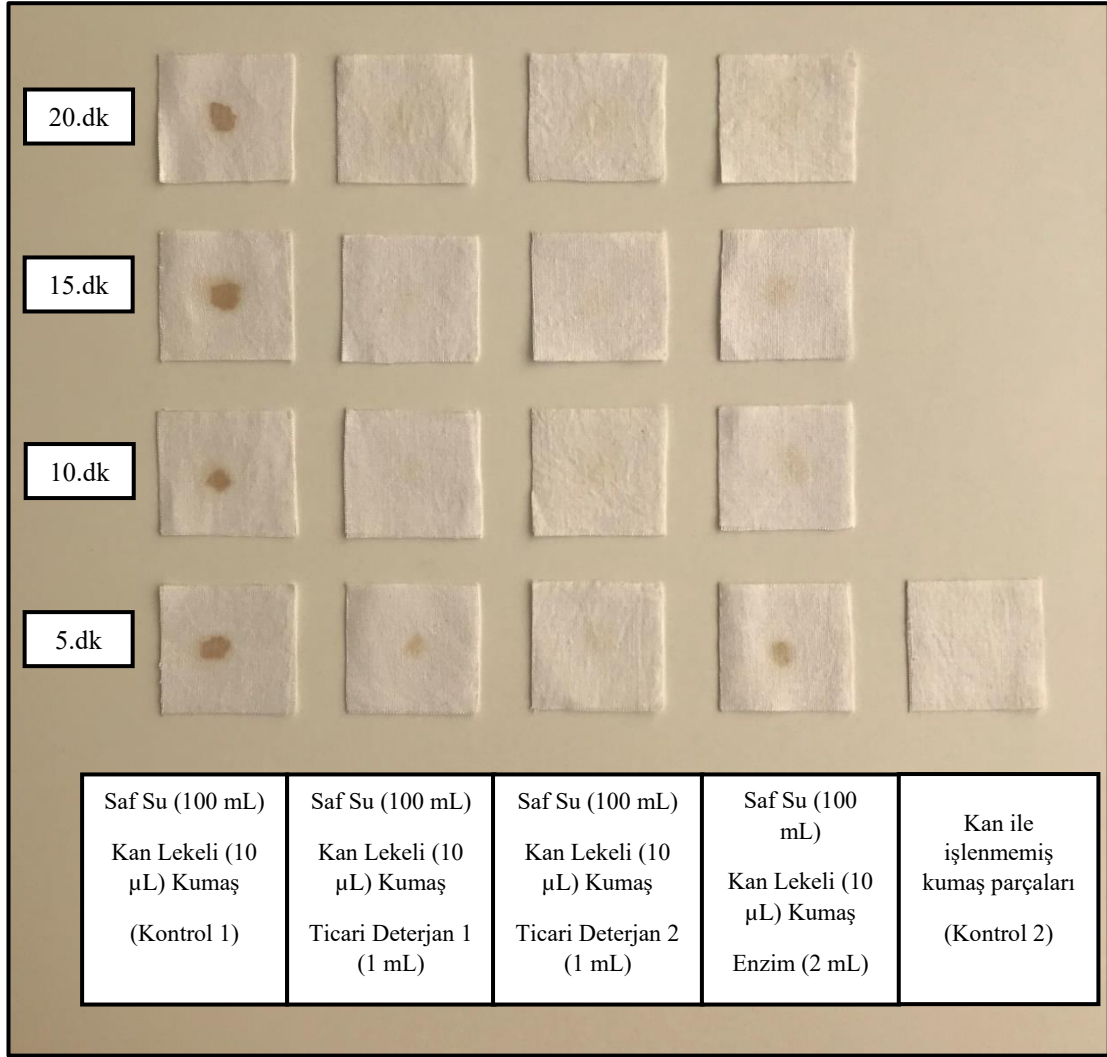 20.dk
15.dk
10.dk
5.dk
Saf Su (100 mL)
Kan Lekeli (10
µL) Kumaş
(Kontrol 1)
Saf Su (100 mL)
Kan Lekeli (10
µL) Kumaş
Ticari Deterjan 1
(1 mL)
Saf Su (100 mL)
Kan Lekeli (10
µL) Kumaş
Ticari Deterjan 2
(1 mL)
Saf Su (100
mL)
Kan Lekeli (10
µL) Kumaş
Enzim (2 mL)
Kan ile
işlenmemiş
kumaş parçaları
(Kontrol 2)